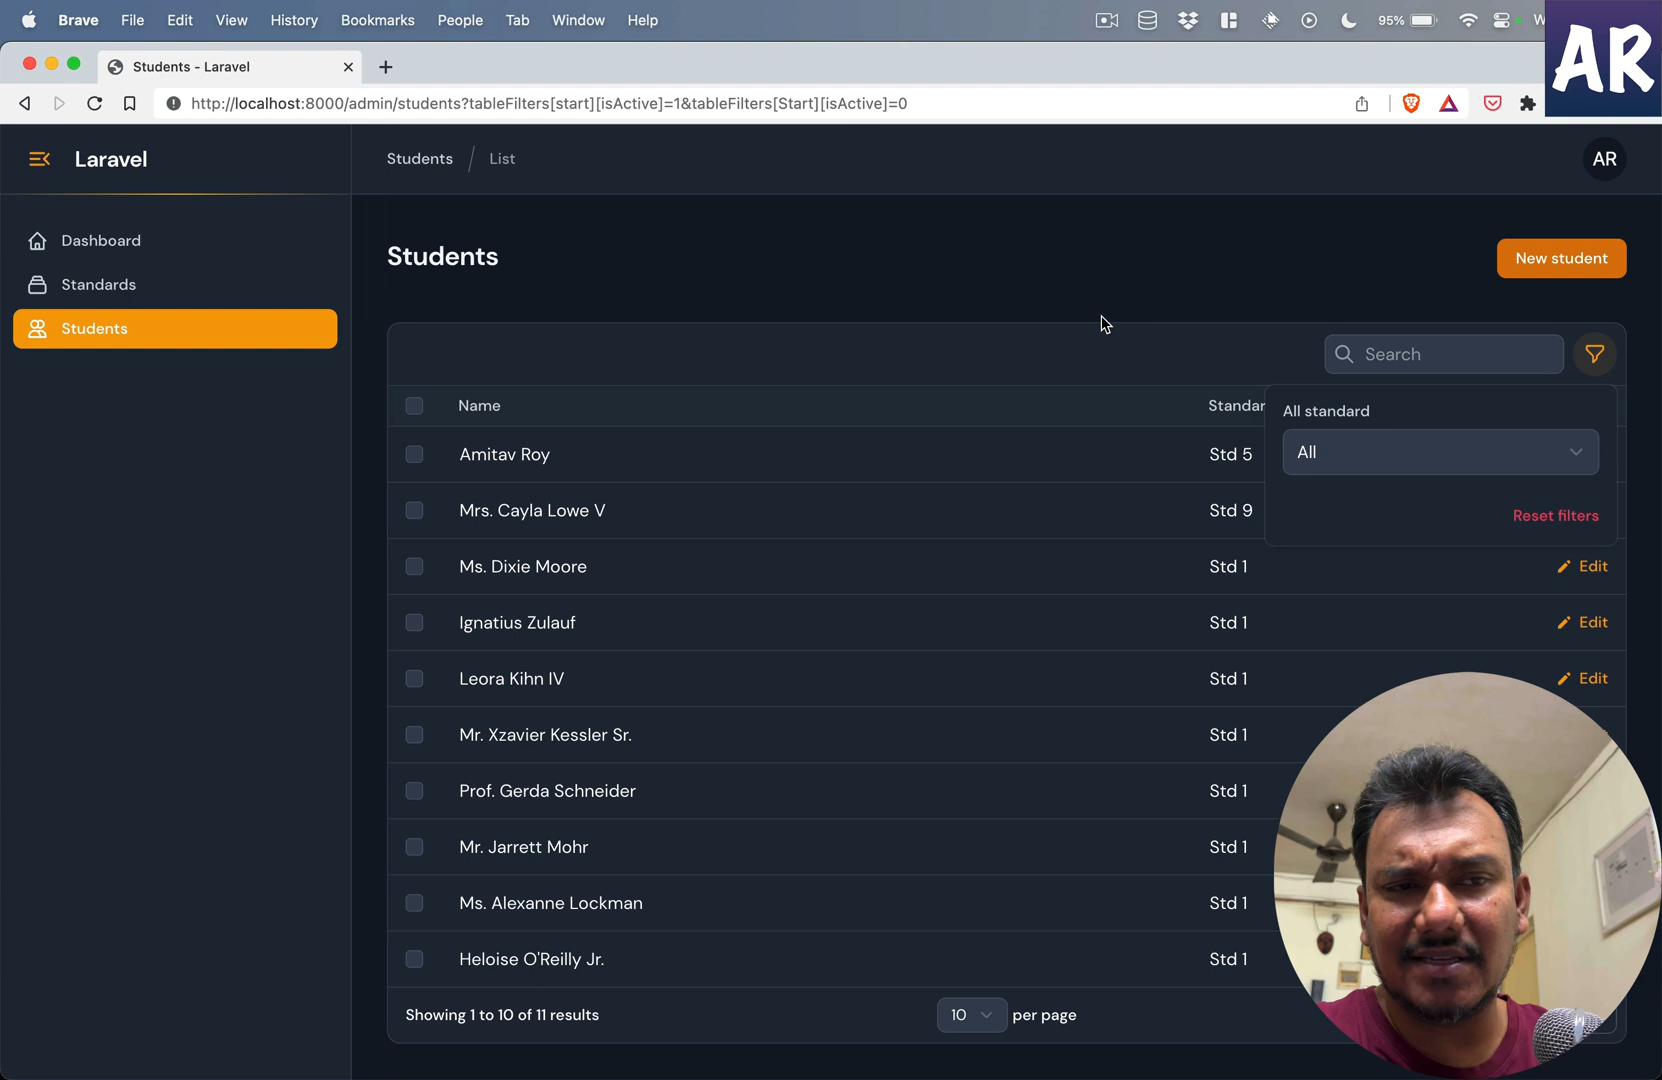 Brave File Edit View History Bookmarks People Tab Window Help 95%
AR
Students - Laravel
http://localhost:8000/admin/students?tableFilters[start][isActive]=1&tableFilters[Start][isActive]=0
Laravel
Students / List
AR
Dashboard
Standards
Students
Students
New student
Search
Name
Standar
All standard
All
Reset filters
Amitav Roy Std 5
Mrs. Cayla Lowe V Std 9
Ms. Dixie Moore Std 1 Edit
Ignatius Zulauf Std 1 Edit
Leora Kihn IV Std 1 Edit
Mr. Xzavier Kessler Sr. Std 1
Prof. Gerda Schneider Std 1
Mr. Jarrett Mohr Std 1
Ms. Alexanne Lockman Std 1
Heloise O'Reilly Jr. Std 1
Showing 1 to 10 of 11 results
10 per page